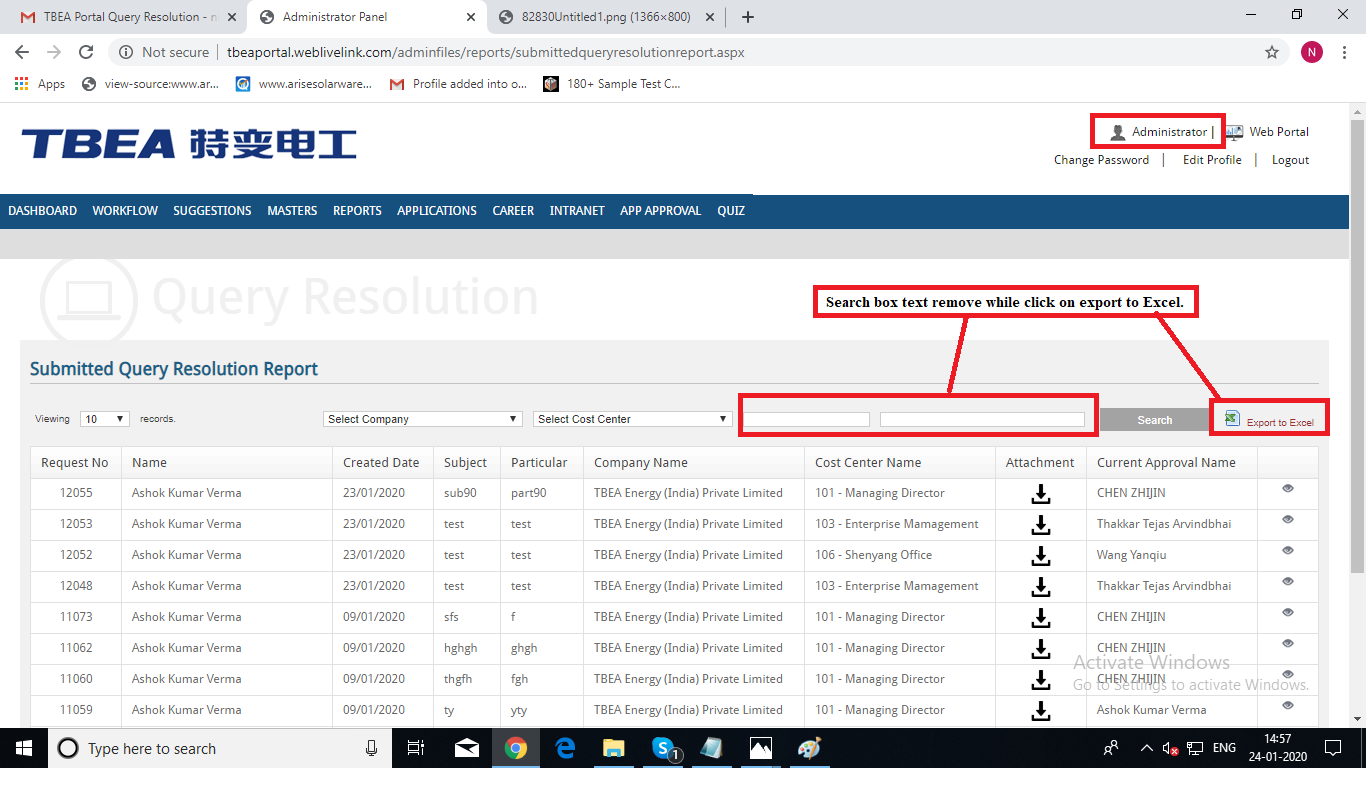 TBEA Portal Query Resolution - n
Administrator Panel
82830Untitled1.png (1366×800)
Not secure | tbeaportal.weblivelink.com/adminfiles/reports/submittedqueryresolutionreport.aspx
N
Apps
view-source:www.ar...
www.arisesolarware...
Profile added into o...
180+ Sample Test C...
TBEA 特变电工
Administrator |
Web Portal
Change Password | Edit Profile | Logout
DASHBOARD WORKFLOW SUGGESTIONS MASTERS REPORTS APPLICATIONS CAREER INTRANET APP APPROVAL QUIZ
Query Resolution
Search box text remove while click on export to Excel.
Submitted Query Resolution Report
Viewing 10 records. Select Company Select Cost Center Search Export to Excel
Request No Name Created Date Subject Particular Company Name Cost Center Name Attachment Current Approval Name
12055 Ashok Kumar Verma 23/01/2020 sub90 part90 TBEA Energy (India) Private Limited 101 - Managing Director CHEN ZHIJIN
12053 Ashok Kumar Verma 23/01/2020 test test TBEA Energy (India) Private Limited 103 - Enterprise Mamagement Thakkar Tejas Arvindbhai
12052 Ashok Kumar Verma 23/01/2020 test test TBEA Energy (India) Private Limited 106 - Shenyang Office Wang Yanqiu
12048 Ashok Kumar Verma 23/01/2020 test test TBEA Energy (India) Private Limited 103 - Enterprise Mamagement Thakkar Tejas Arvindbhai
11073 Ashok Kumar Verma 09/01/2020 sfs f TBEA Energy (India) Private Limited 101 - Managing Director CHEN ZHIJIN
11062 Ashok Kumar Verma 09/01/2020 hghgh ghgh TBEA Energy (India) Private Limited 101 - Managing Director CHEN ZHIJIN
11060 Ashok Kumar Verma 09/01/2020 thgfh fgh TBEA Energy (India) Private Limited 101 - Managing Director CHEN ZHIJIN
11059 Ashok Kumar Verma 09/01/2020 ty yty TBEA Energy (India) Private Limited 101 - Managing Director Ashok Kumar Verma
Activate Windows
Go to Settings to activate Windows.
Type here to search
1
ENG
14:57
24-01-2020